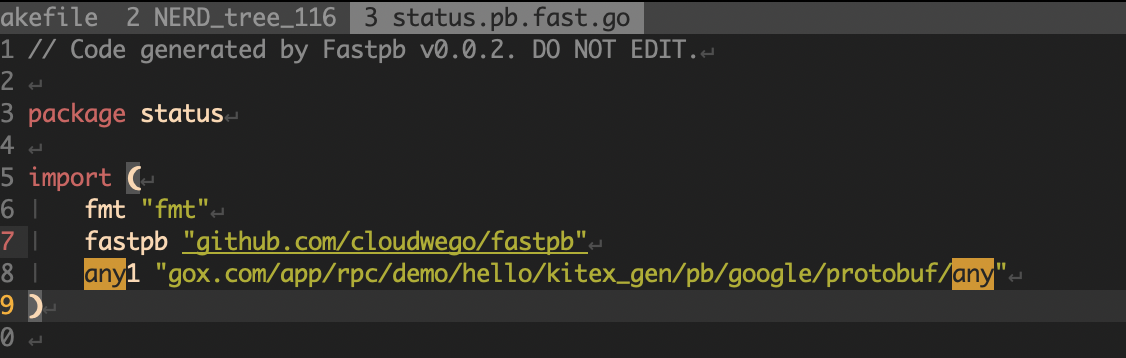 akefile 2 NERD_tree_116 3 status.pb.fast.go
1 // Code generated by Fastpb v0.0.2. DO NOT EDIT.↵
2 ↵
3 package status↵
4 ↵
5 import (↵
6 | fmt "fmt"↵
7 | fastpb "github.com/cloudwego/fastpb"↵
8 | any1 "gox.com/app/rpc/demo/hello/kitex_gen/pb/google/protobuf/any"↵
9 )↵
0 ↵